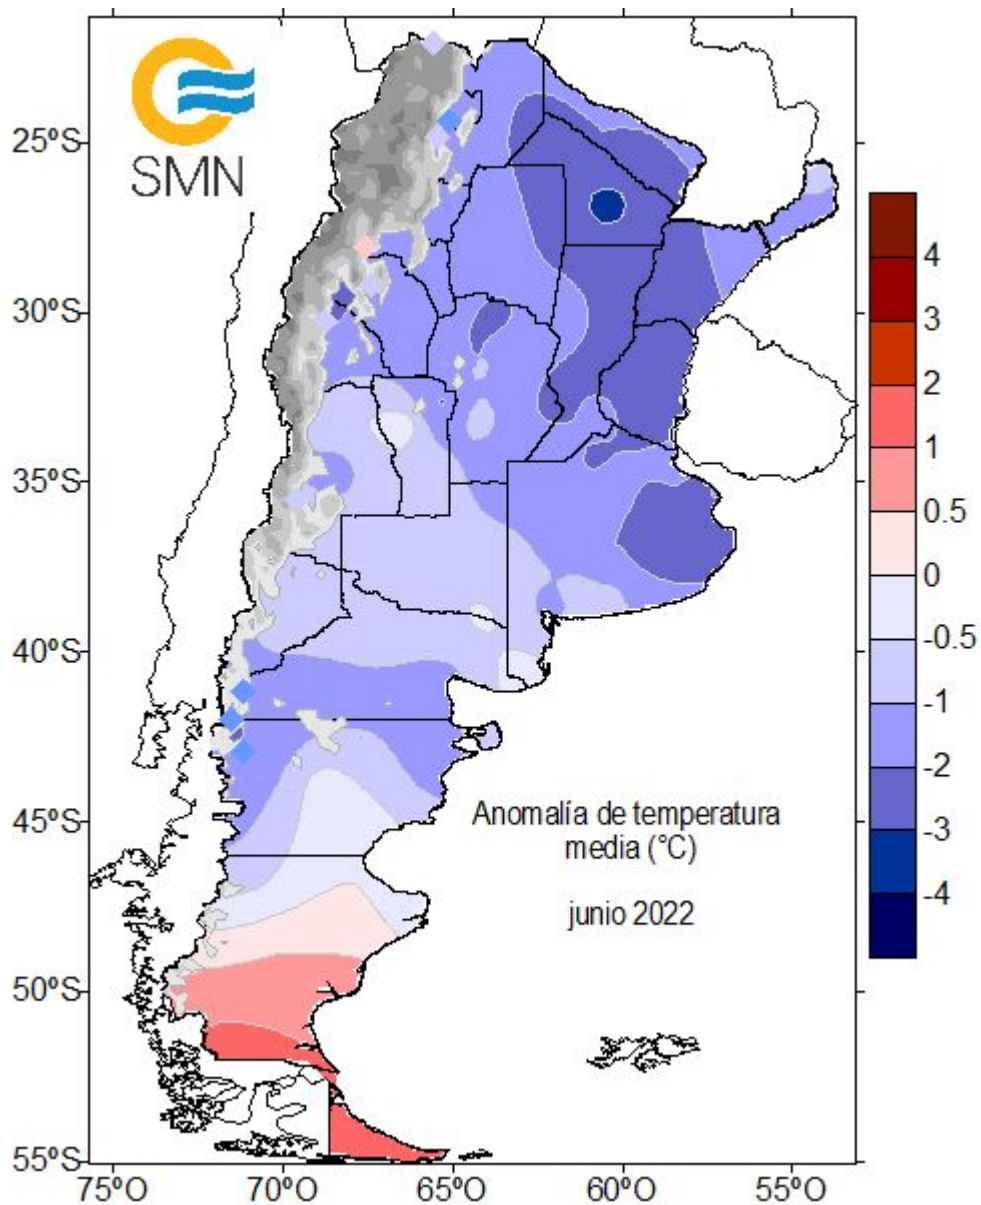 SMN
25ºS
30ºS
35ºS
40ºS
45ºS
50ºS
55ºS
75ºO 70ºO 65ºO 60ºO 55ºO
4
3
2
1
0.5
0
-0.5
-1
-2
-3
-4
Anomalía de temperatura
media (°C)
junio 2022